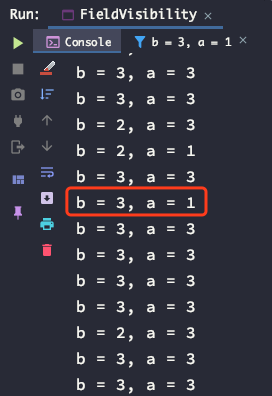 Run: FieldVisibility ×
Console b = 3, a = 1 ×
b = 3, a = 3
b = 3, a = 3
b = 2, a = 3
b = 2, a = 1
b = 3, a = 3
b = 3, a = 1
b = 3, a = 3
b = 3, a = 3
b = 3, a = 3
b = 3, a = 3
b = 2, a = 3
b = 3, a = 3
b = 3, a = 3